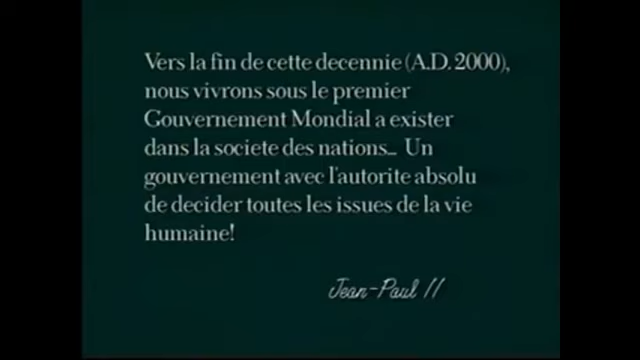 Vers la fin de cette decennie (A.D. 2000),
nous vivrons sous le premier
Gouvernement Mondial a exister
dans la societe des nations... Un
gouvernement avec l'autorite absolu
de decider toutes les issues de la vie
humaine!
Jean-Paul II